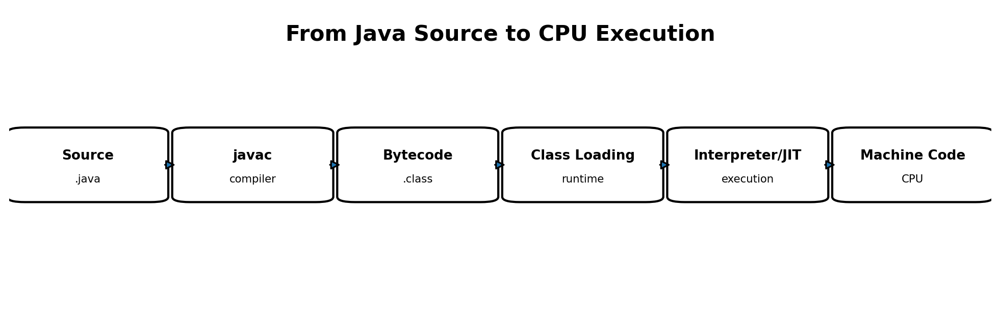 From Java Source to CPU Execution
Source
.java
javac
compiler
Bytecode
.class
Class Loading
runtime
Interpreter/JIT
execution
Machine Code
CPU